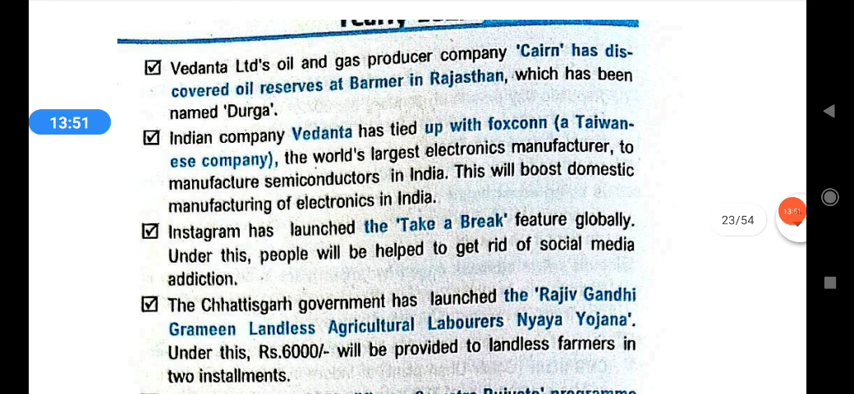 Vedanta Ltd's oil and gas producer company 'Cairn' has dis-
covered oil reserves at Barmer in Rajasthan, which has been
named 'Durga'.
13:51
Indian company Vedanta has tied up with foxconn (a Taiwan-
ese company), the world's largest electronics manufacturer, to
manufacture semiconductors in India. This will boost domestic
manufacturing of electronics in India.
23/54
13:51
Instagram has launched the 'Take a Break' feature globally.
Under this, people will be helped to get rid of social media
addiction.
The Chhattisgarh government has launched the 'Rajiv Gandhi
Grameen Landless Agricultural Labourers Nyaya Yojana'.
Under this, Rs.6000/- will be provided to landless farmers in
two installments.